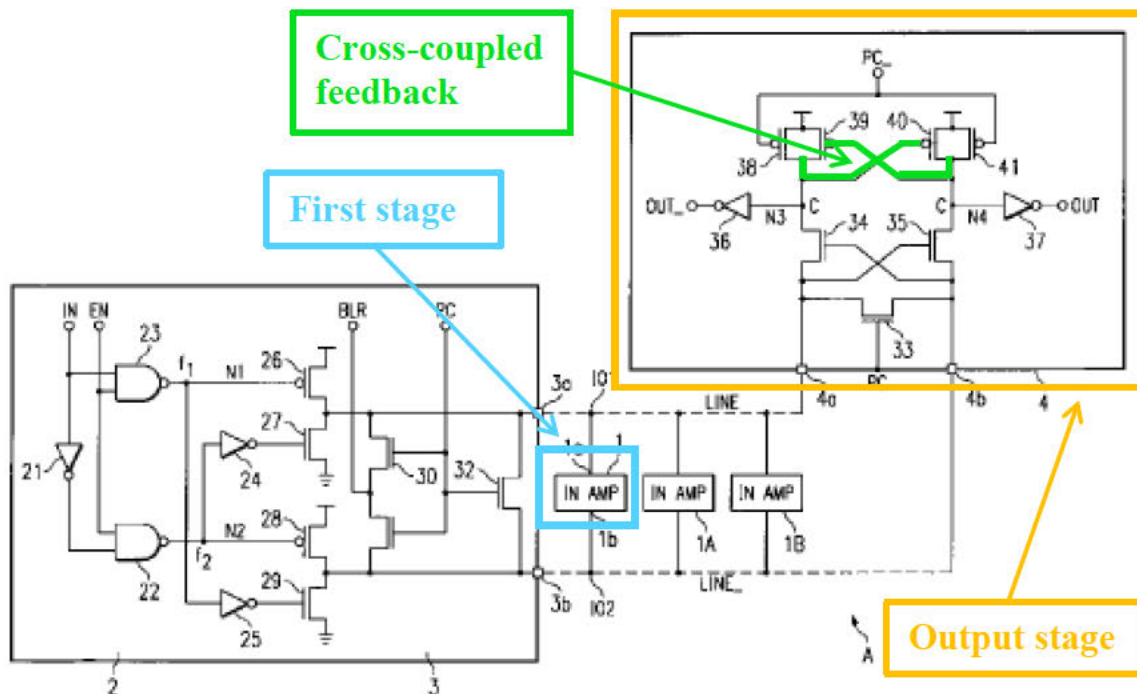 Cross-coupled
feedback
PC_
39
40
38
41
First stage
OUT_
N3
C
C
N4
OUT
36
34
35
37
IN
EN
BLR
PC
23
26
33
f1
N1
3a
101
LINE
4a
PC
4b
4
27
1a
1
21
24
30
32
IN AMP
IN AMP
IN AMP
28
N2
1b
1A
1B
f2
22
29
LINE_
3b
102
25
Output stage
A
2
3